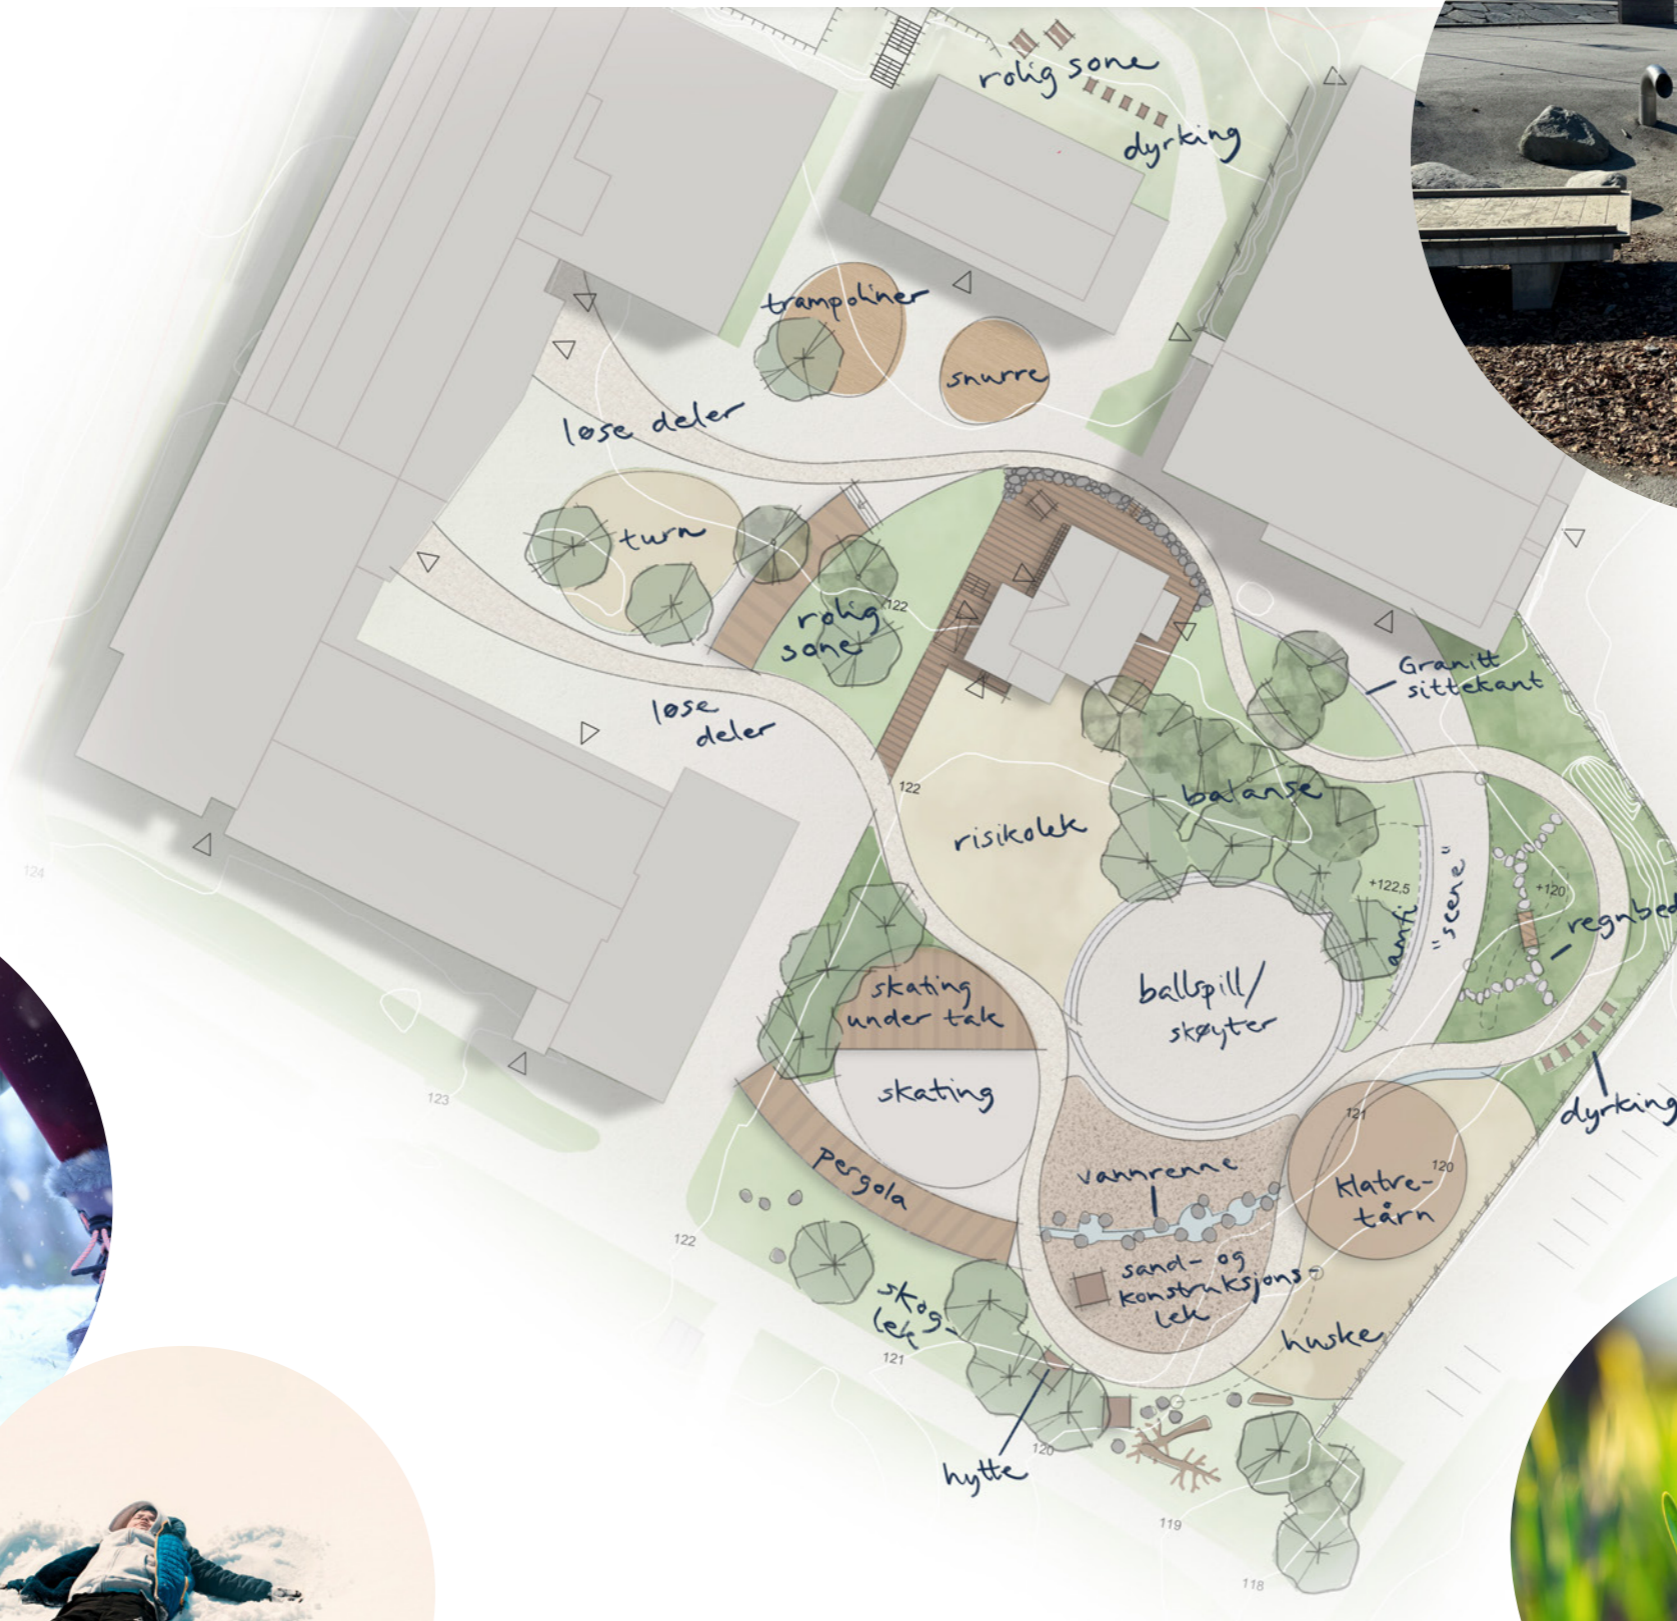 rolig sone
dyrking
trampoliner
snurre
løse deler
turn
rolig
sone
122
Granitt
sittekant
løse
deler
122
balanse
risikolek
+122,5
amfi
"scene"
+120
regnbed
124
skating
under tak
ballspill/
skøyter
skating
123
dyrking
121
pergola
vannrenne
120
klatre-
tårn
122
sand- og
konstruksjons-
lek
skog-
lek
huske
121
hytte
120
119
118